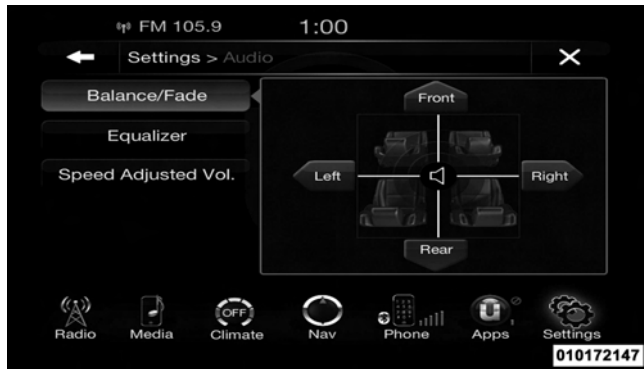 FM 105.9 1:00
Settings > Audio
Balance/Fade
Equalizer
Speed Adjusted Vol.
Front
Left Right
Rear
OFF
U
Radio Media Climate Nav Phone Apps Settings
010172147